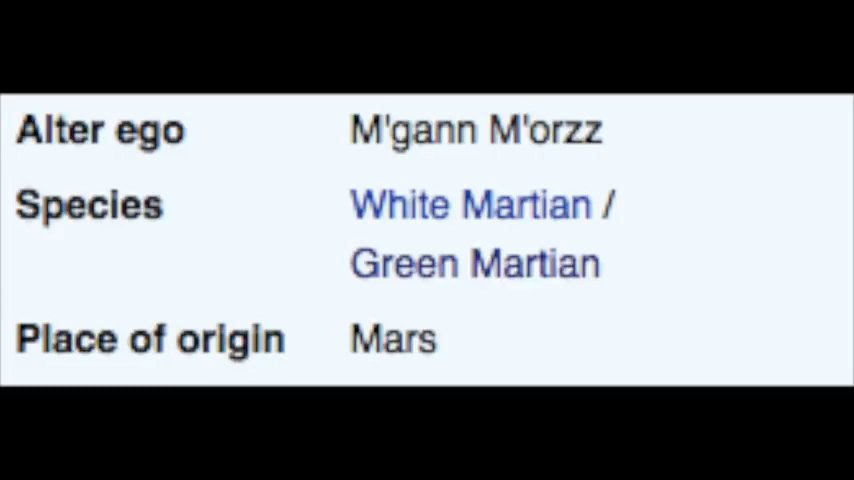 Alter ego M'gann M'orzz
Species White Martian /
Green Martian
Place of origin Mars